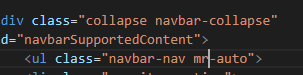 div class="collapse navbar-collapse"
d="navbarSupportedContent">
<ul class="navbar-nav mr-auto">